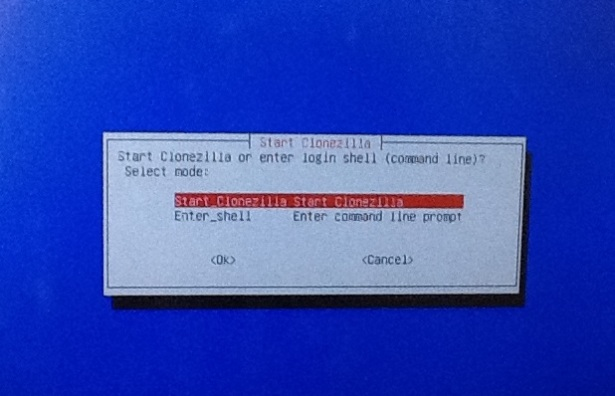 Start Clonezilla
Start Clonezilla or enter login shell (command line)?
Select mode:
Start_Clonezilla Start Clonezilla
Enter_shell Enter command line prompt
<Ok> <Cancel>